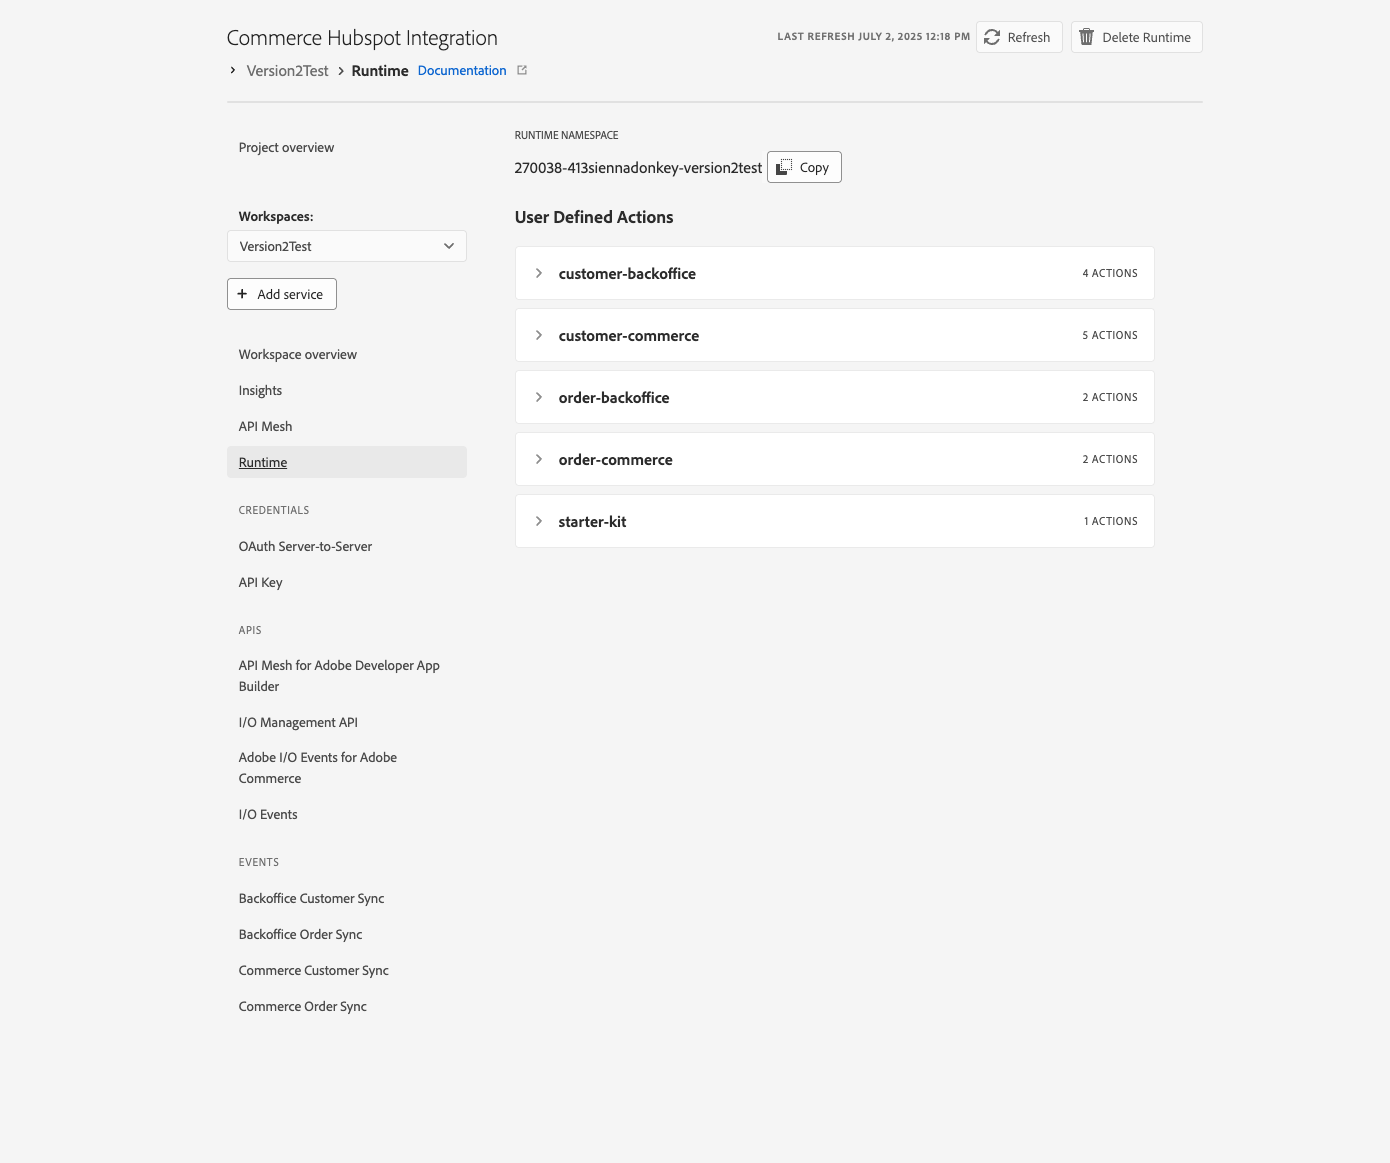 Commerce Hubspot Integration
LAST REFRESH JULY 2, 2025 12:18 PM
Refresh
Delete Runtime
Version2Test
Runtime
Documentation
Project overview
Workspaces:
Version2Test
Add service
Workspace overview
Insights
API Mesh
Runtime
CREDENTIALS
OAuth Server-to-Server
API Key
APIS
API Mesh for Adobe Developer App
Builder
I/O Management API
Adobe I/O Events for Adobe
Commerce
I/O Events
EVENTS
Backoffice Customer Sync
Backoffice Order Sync
Commerce Customer Sync
Commerce Order Sync
RUNTIME NAMESPACE
270038-413siennadonkey-version2test
Copy
User Defined Actions
customer-backoffice
4 ACTIONS
customer-commerce
5 ACTIONS
order-backoffice
2 ACTIONS
order-commerce
2 ACTIONS
starter-kit
1 ACTIONS